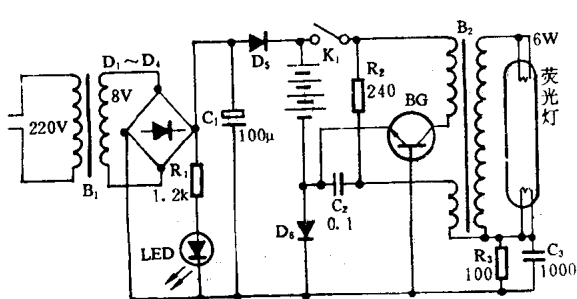 D₁～D₄
8V
220V
B₁
R₁
1.2k
LED
C₁
100μ
D₅
K₁
R₂
240
BG
C₂
0.1
D₆
B₂
6W
荧光灯
R₃
100
C₃
1000